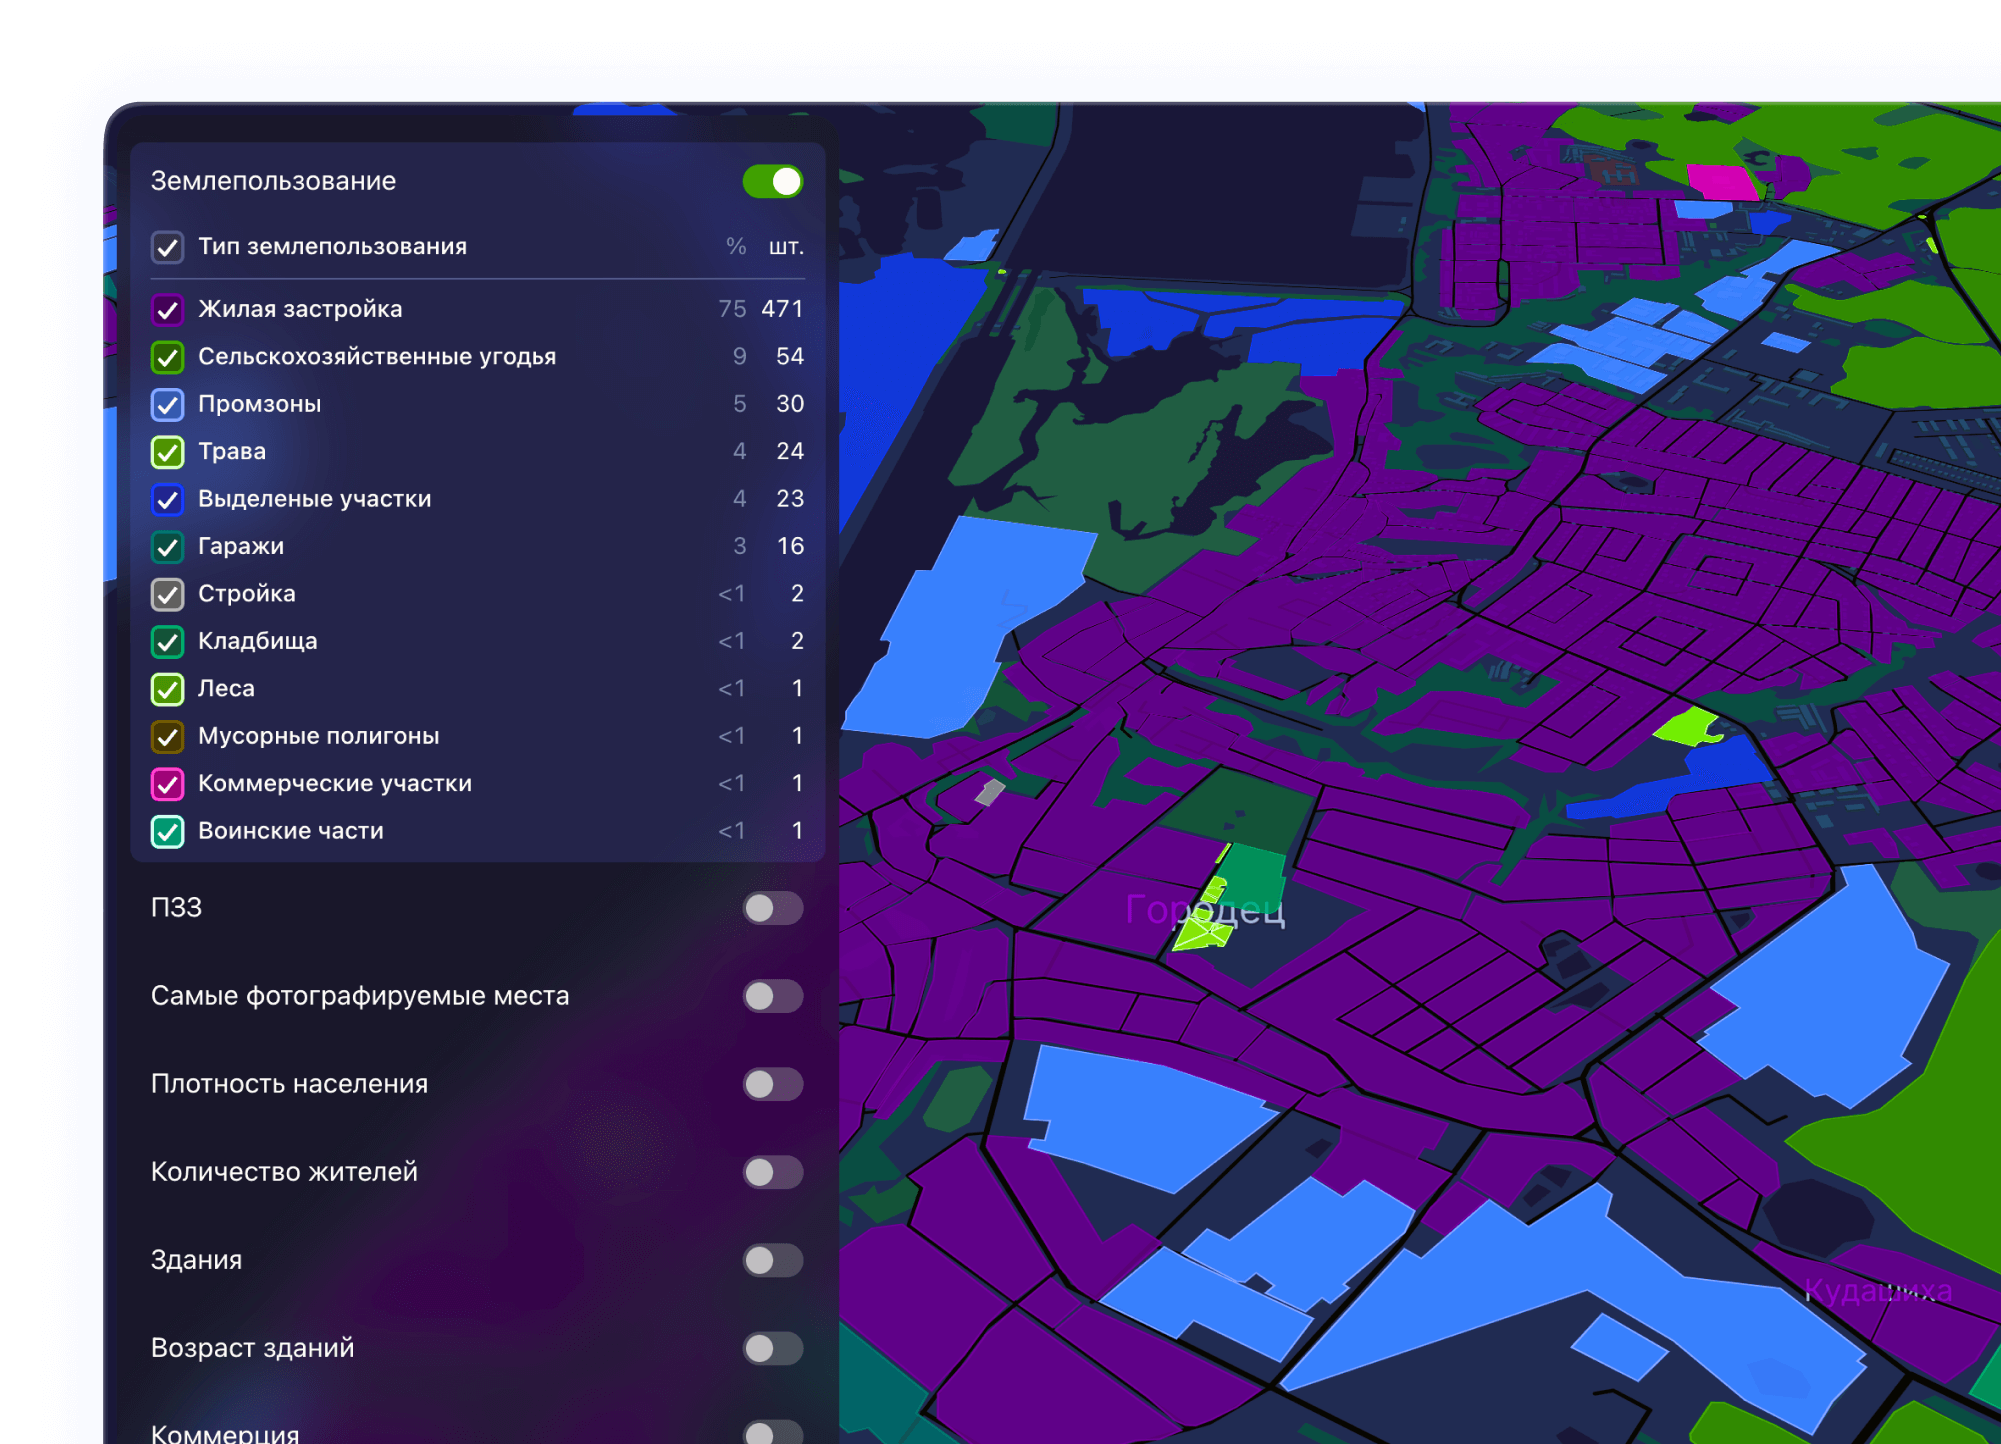 Землепользование
Тип землепользования % шт.
Жилая застройка 75 471
Сельскохозяйственные угодья 9 54
Промзоны 5 30
Трава 4 24
Выделеные участки 4 23
Гаражи 3 16
Стройка <1 2
Кладбища <1 2
Леса <1 1
Мусорные полигоны <1 1
Коммерческие участки <1 1
Воинские части <1 1
ПЗЗ
Самые фотографируемые места
Плотность населения
Количество жителей
Здания
Возраст зданий
Коммерция
Городец
Кудашиха